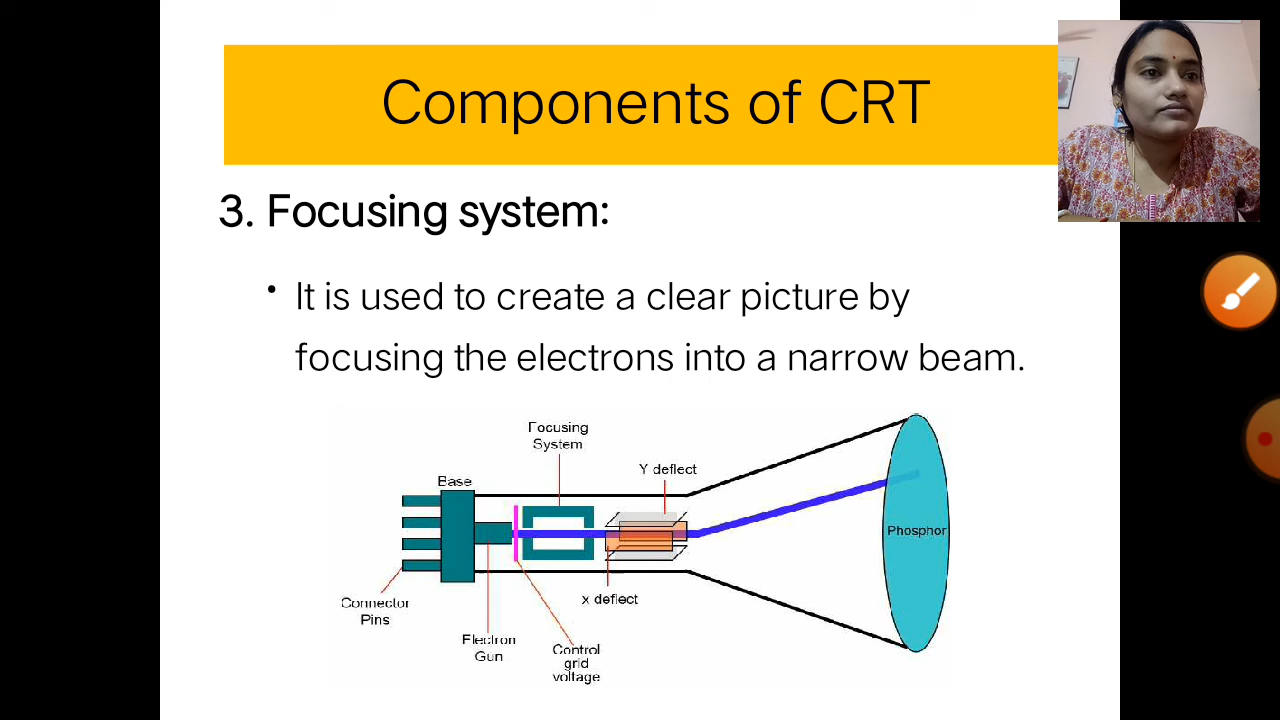 Components of CRT
3. Focusing system:
• It is used to create a clear picture by
focusing the electrons into a narrow beam.
Focusing
System
Y deflect
Base
Phosphor
x deflect
Connector
Pins
Electron
Gun
Control
grid
voltage